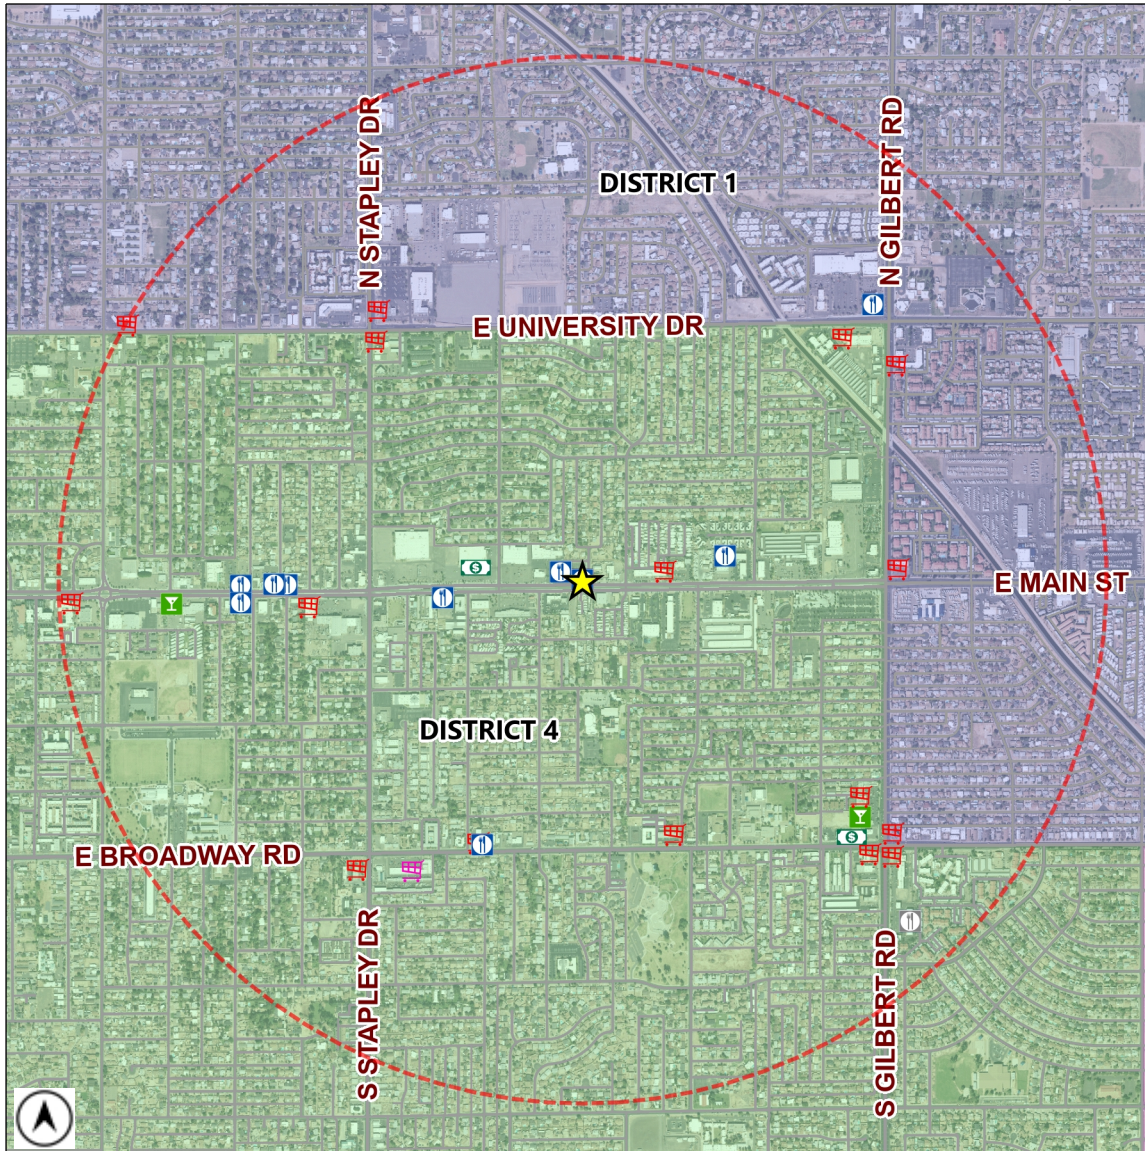 N STAPLEY DR
DISTRICT 1
N GILBERT RD
E UNIVERSITY DR
$
E MAIN ST
DISTRICT 4
$
E BROADWAY RD
S STAPLEY DR
S GILBERT RD